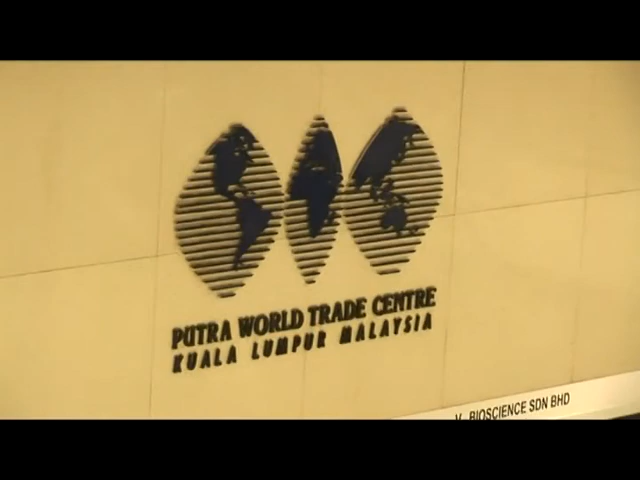 PUTRA WORLD TRADE CENTRE
KUALA LUMPUR MALAYSIA
V. BIOSCIENCE SDN BHD